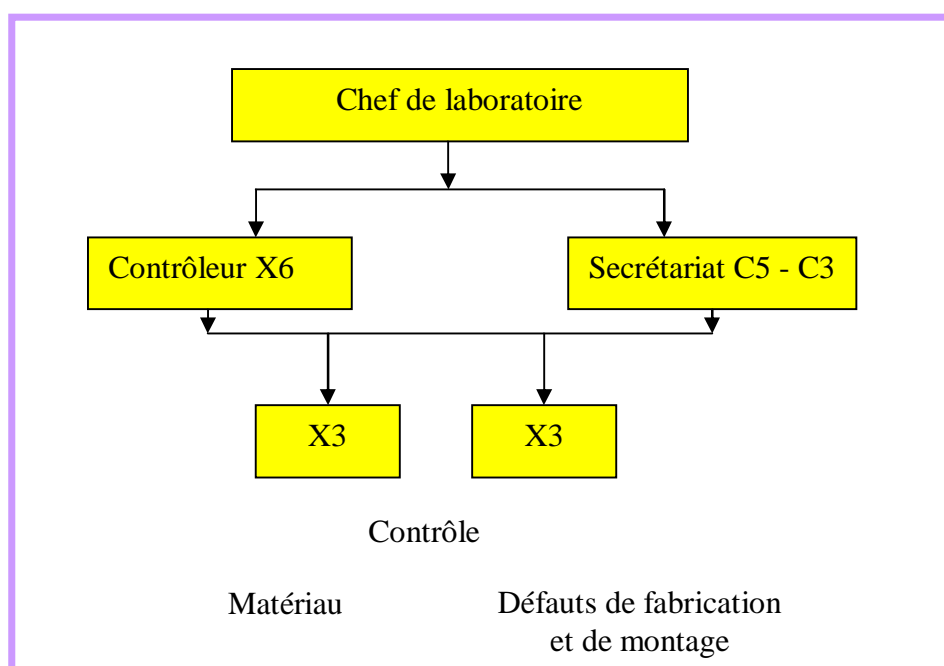 Chef de laboratoire
Contrôleur X6
Secrétariat C5 - C3
X3
X3
Contrôle
Matériau
Défauts de fabrication
et de montage